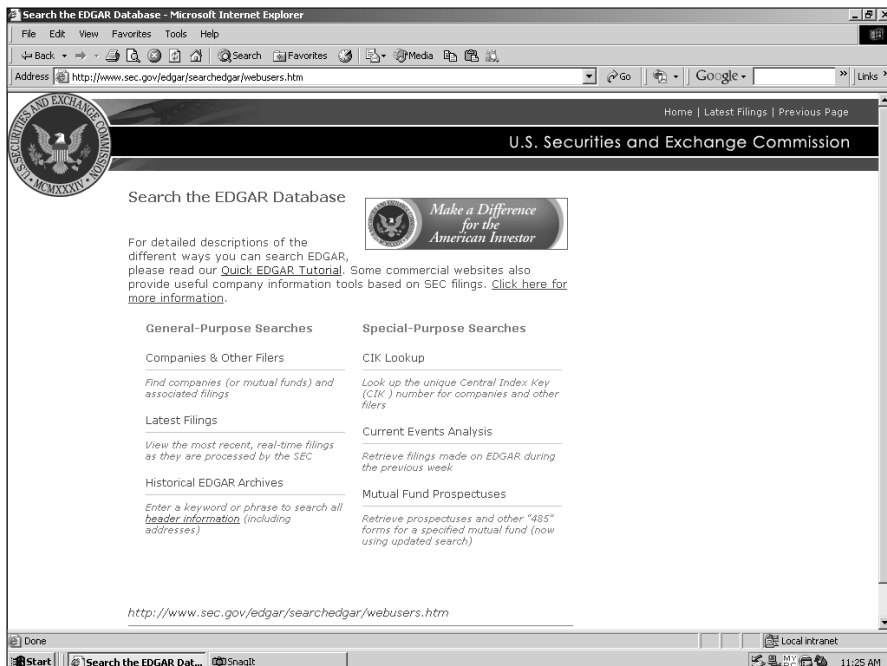 Search the EDGAR Database - Microsoft Internet Explorer
File Edit View Favorites Tools Help
Back Search Favorites Media
Address http://www.sec.gov/edgar/searchedgar/webusers.htm Go Google Links
SECURITIES AND EXCHANGE COMMISSION
U.S.
MCMXXXIV
Home | Latest Filings | Previous Page
U.S. Securities and Exchange Commission
Search the EDGAR Database
Make a Difference
for the
American Investor
For detailed descriptions of the
different ways you can search EDGAR,
please read our Quick EDGAR Tutorial. Some commercial websites also
provide useful company information tools based on SEC filings. Click here for
more information.
General-Purpose Searches
Companies & Other Filers
Find companies (or mutual funds) and
associated filings
Latest Filings
View the most recent, real-time filings
as they are processed by the SEC
Historical EDGAR Archives
Enter a keyword or phrase to search all
header information (including
addresses)
Special-Purpose Searches
CIK Lookup
Look up the unique Central Index Key
(CIK ) number for companies and other
filers
Current Events Analysis
Retrieve filings made on EDGAR during
the previous week
Mutual Fund Prospectuses
Retrieve prospectuses and other "485"
forms for a specified mutual fund (now
using updated search)
http://www.sec.gov/edgar/searchedgar/webusers.htm
Done Local intranet
Start Search the EDGAR Dat... SnagIt MY PC 11:25 AM